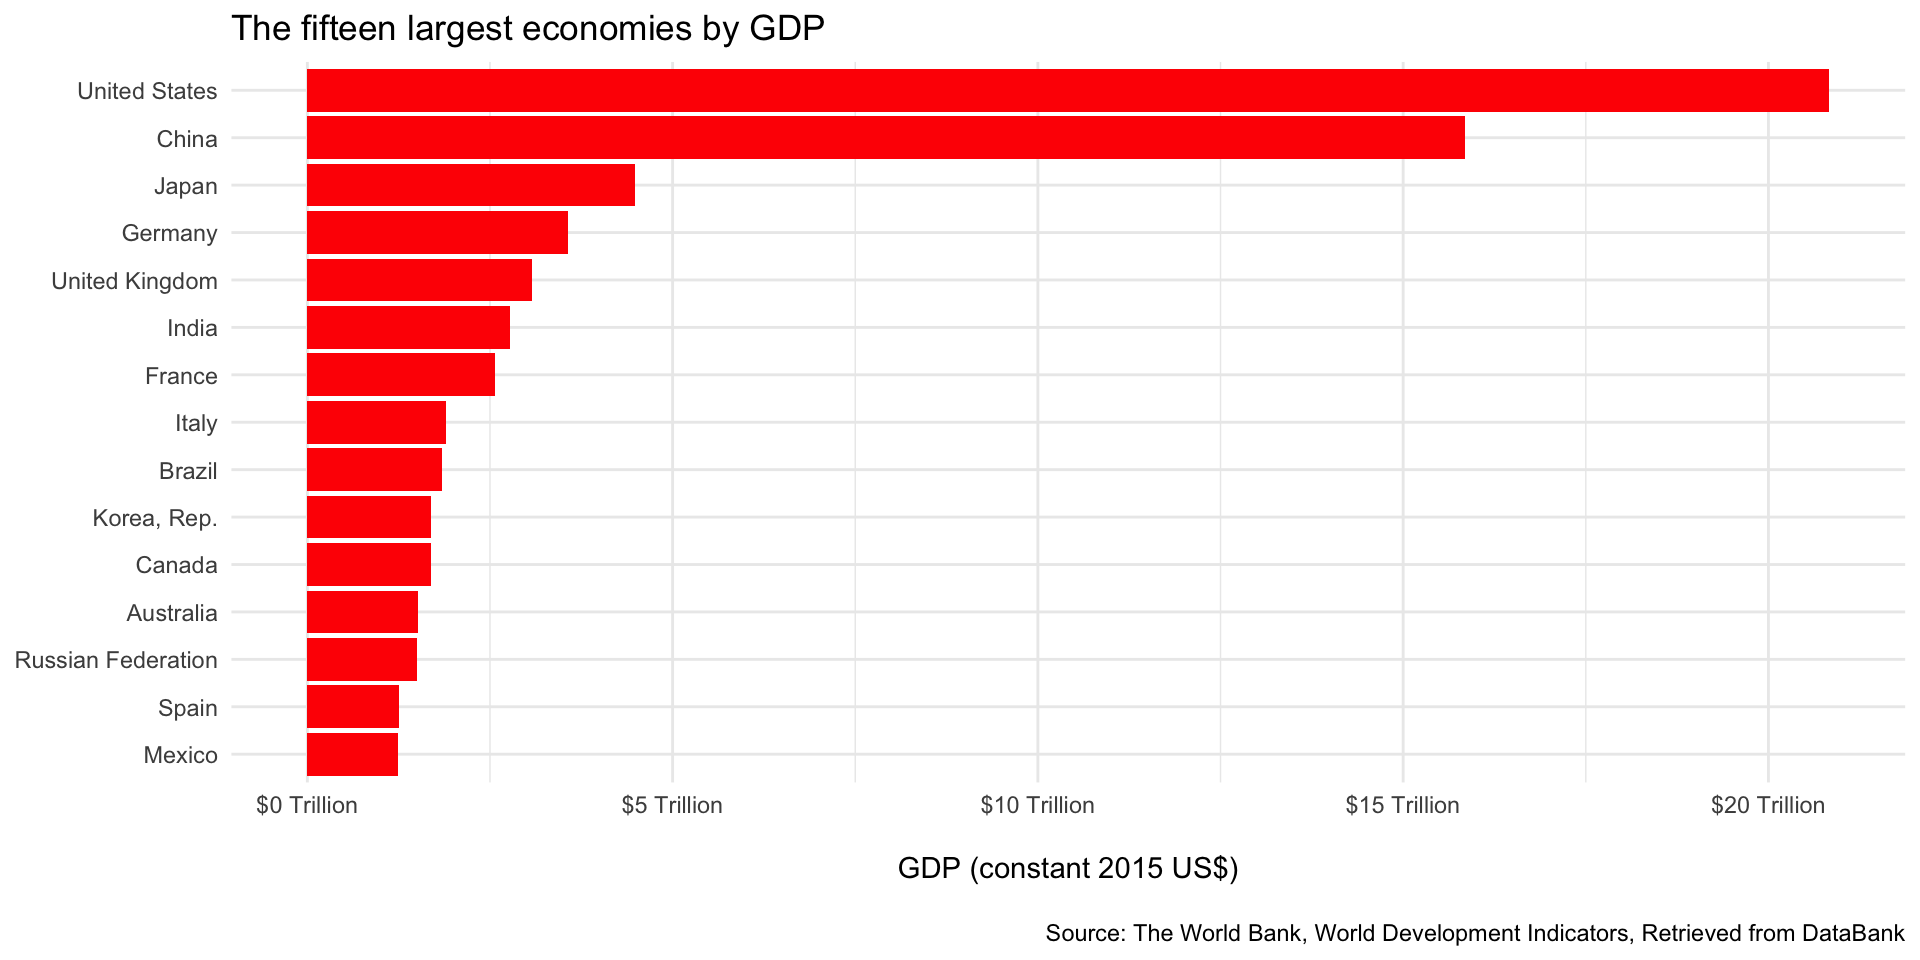 The fifteen largest economies by GDP
United States
China
Japan
Germany
United Kingdom
India
France
Italy
Brazil
Korea, Rep.
Canada
Australia
Russian Federation
Spain
Mexico
$0 Trillion $5 Trillion $10 Trillion $15 Trillion $20 Trillion
GDP (constant 2015 US$)
Source: The World Bank, World Development Indicators, Retrieved from DataBank